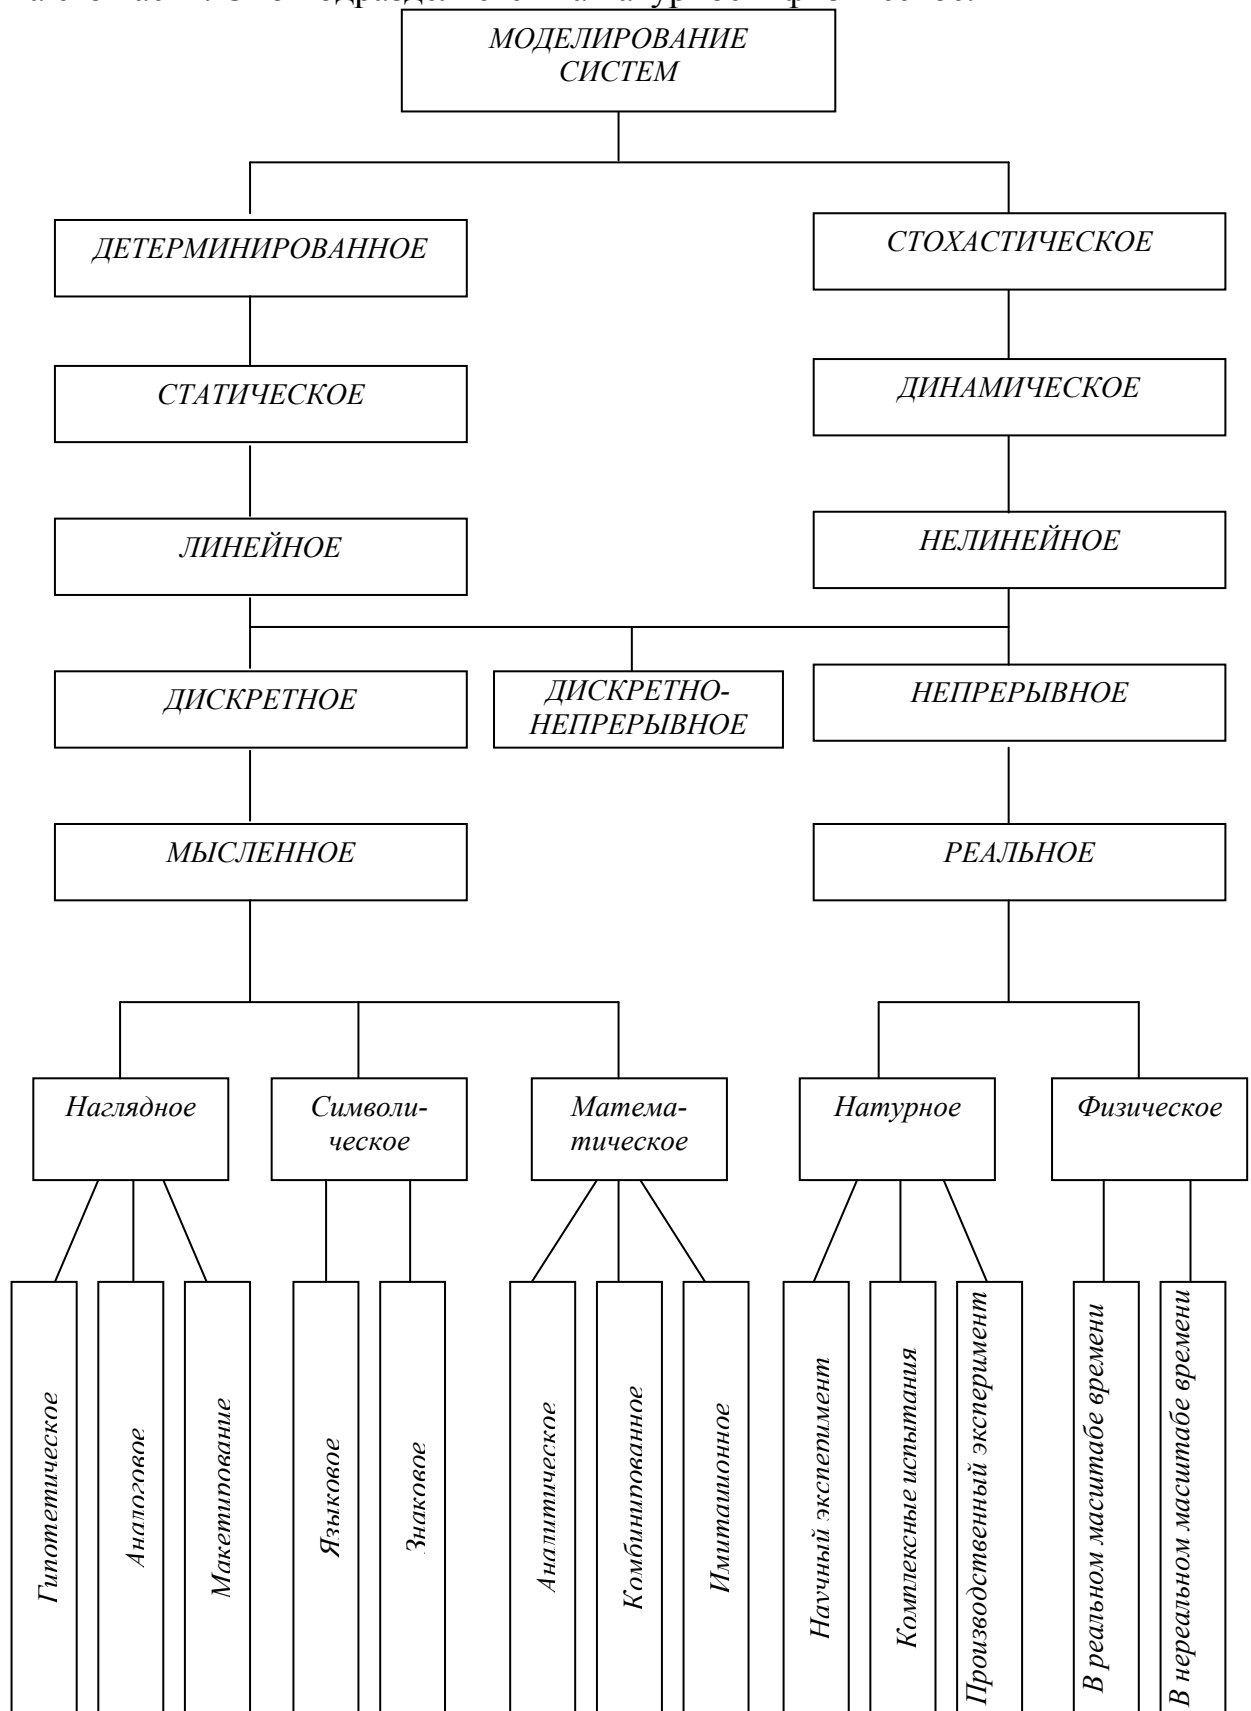 МОДЕЛИРОВАНИЕ
СИСТЕМ
ДЕТЕРМИНИРОВАННОЕ
СТОХАСТИЧЕСКОЕ
СТАТИЧЕСКОЕ
ДИНАМИЧЕСКОЕ
ЛИНЕЙНОЕ
НЕЛИНЕЙНОЕ
ДИСКРЕТНОЕ
ДИСКРЕТНО-
НЕПРЕРЫВНОЕ
НЕПРЕРЫВНОЕ
МЫСЛЕННОЕ
РЕАЛЬНОЕ
Наглядное
Символи-
ческое
Матема-
тическое
Натурное
Физическое
Гипотетическое
Аналоговое
Макетирование
Языковое
Знаковое
Аналитическое
Комбинированное
Имитационное
Научный эксперимент
Комплексные испытания
Производственный эксперимент
В реальном масштабе времени
В нереальном масштабе времени